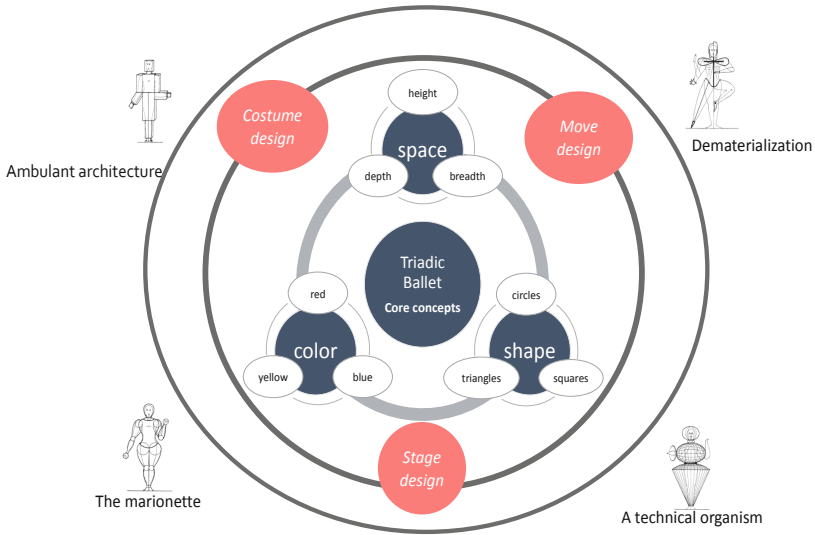 height
Costume
design
Move
design
space
Dematerialization
Ambulant architecture
depth
breadth
Triadic
Ballet
Core concepts
red
circles
color
shape
yellow
blue
triangles
squares
Stage
design
The marionette
A technical organism